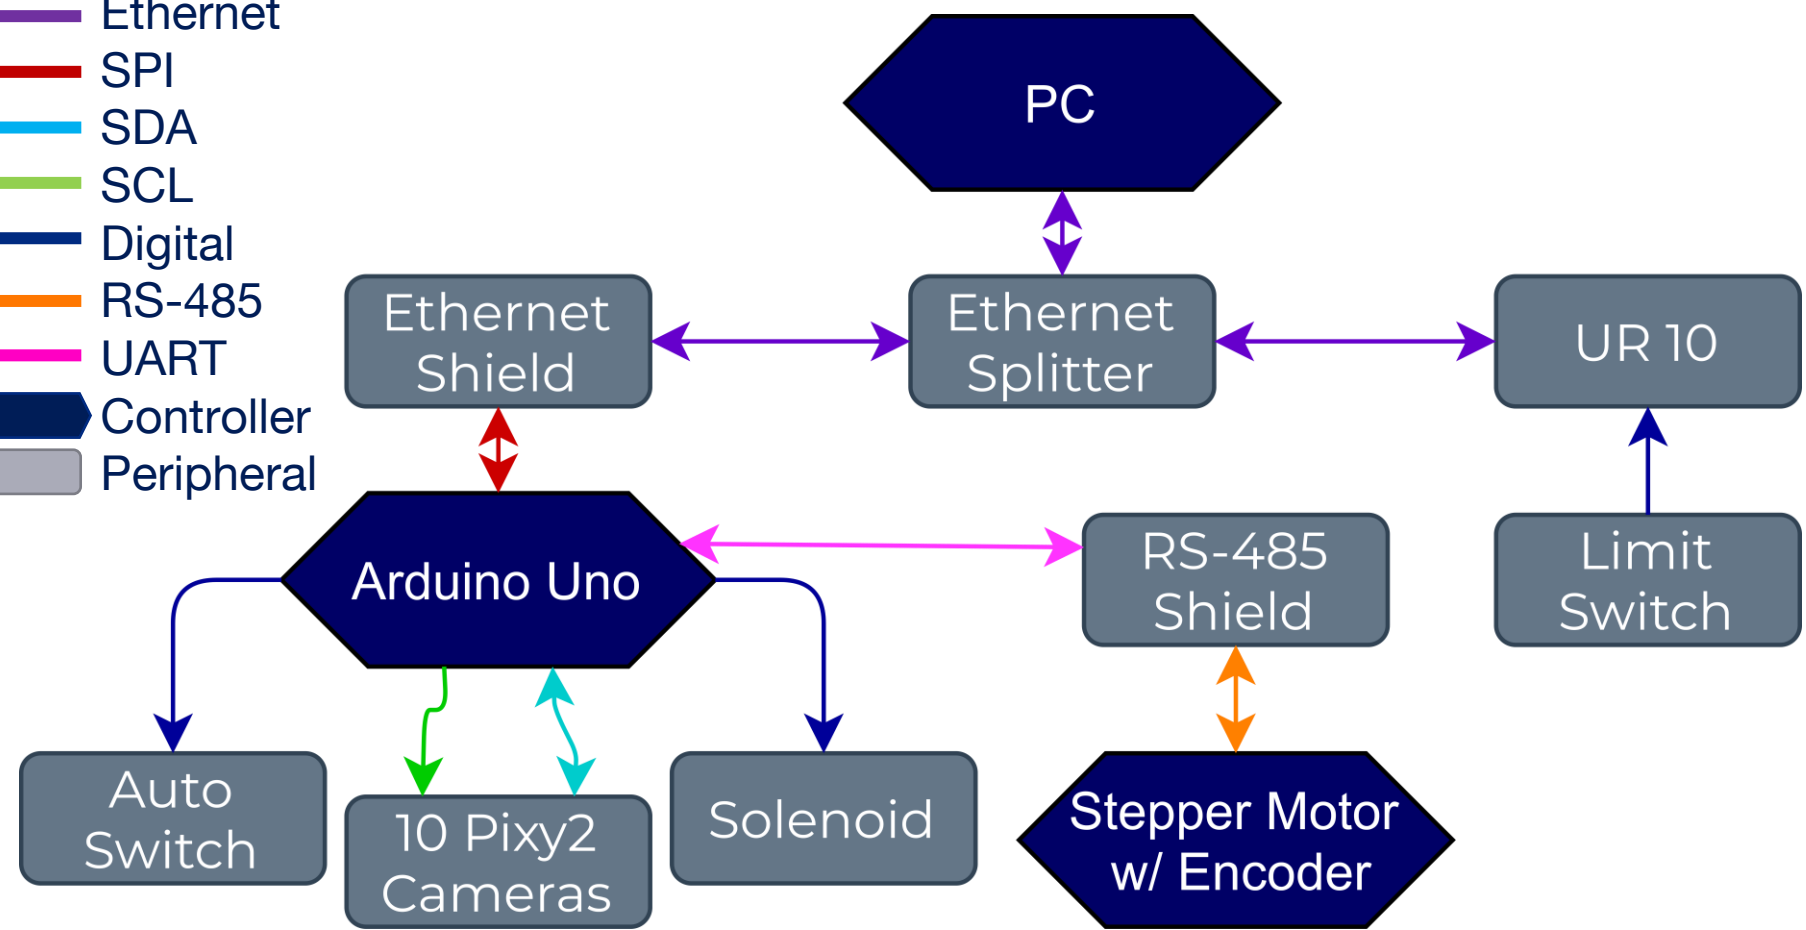 Ethernet
SPI
SDA
SCL
Digital
RS-485
UART
Controller
Peripheral
PC
Ethernet
Shield
Ethernet
Splitter
UR 10
Arduino Uno
RS-485
Shield
Limit
Switch
Auto
Switch
10 Pixy2
Cameras
Solenoid
Stepper Motor
w/ Encoder